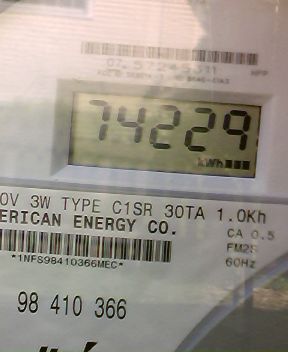 74229
kWh
0V 3W TYPE C1SR 30TA 1.0Kh
ERICAN ENERGY CO.
CA 0.5
FM2S
60Hz
*1NFS98410366MEC*
98 410 366